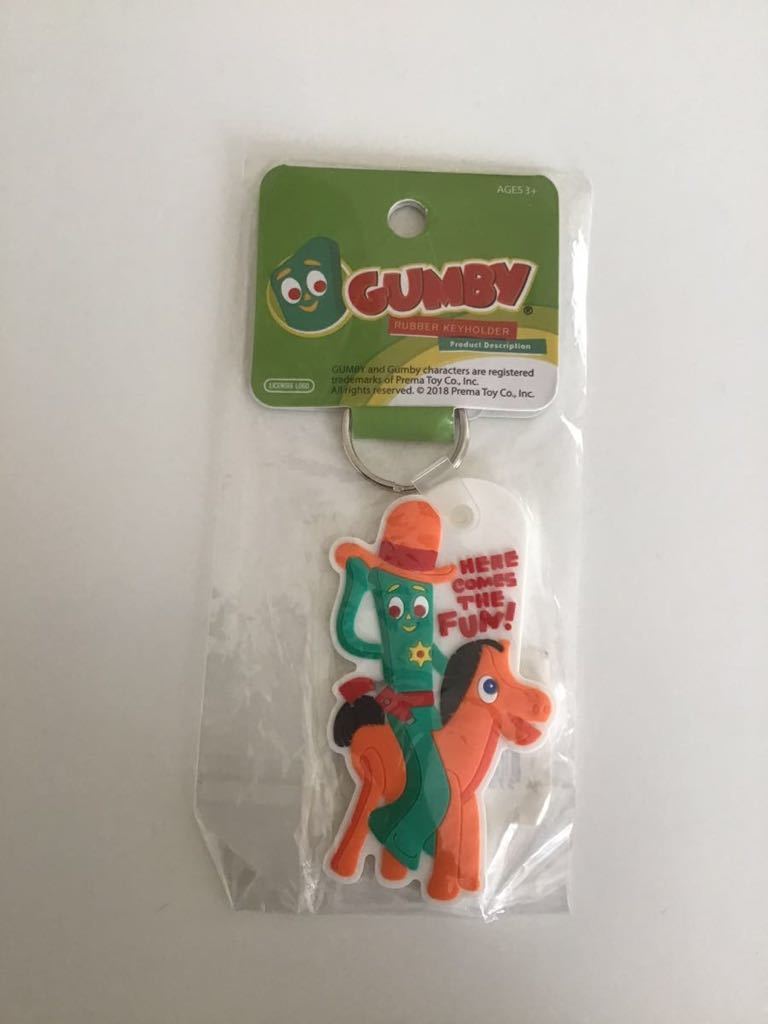 AGES 3+
GUMBY®
RUBBER KEYHOLDER
Product Description
GUMBY and Gumby characters are registered
trademarks of Prema Toy Co., Inc.
All rights reserved. © 2018 Prema Toy Co., Inc.
LICENSEE LOGO
HERE
COMES
THE
FUN!